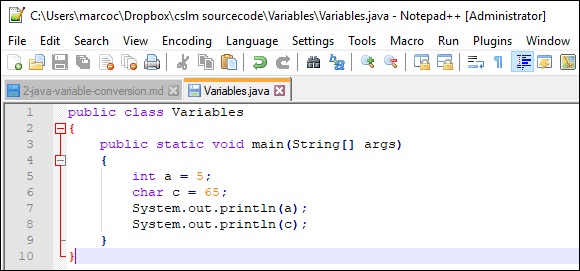 C:\Users\marcoc\Dropbox\cslm sourcecode\Variables\Variables.java - Notepad++ [Administrator]
File Edit Search View Encoding Language Settings Tools Macro Run Plugins Window
2-java-variable-conversion.md Variables.java
1 public class Variables
2 {
3 public static void main(String[] args)
4 {
5 int a = 5;
6 char c = 65;
7 System.out.println(a);
8 System.out.println(c);
9 }
10 }